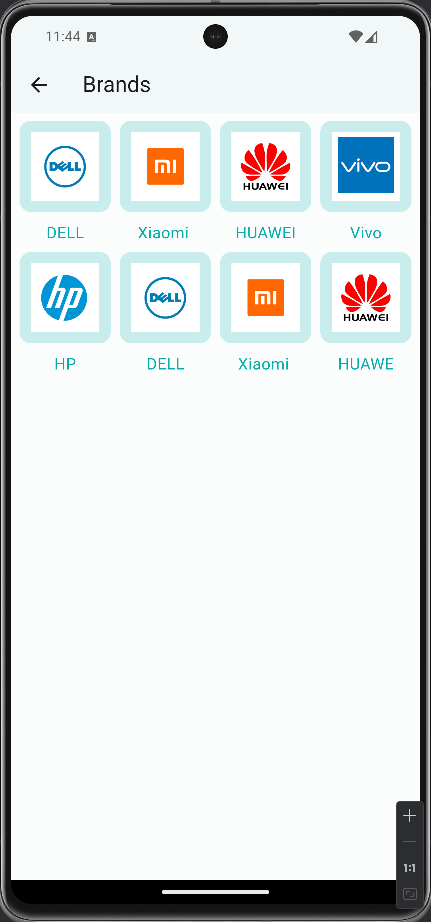 11:44 A
Brands
DELL mi HUAWEI vivo
DELL Xiaomi HUAWEI Vivo
hp DELL mi HUAWEI
HP DELL Xiaomi HUAWE
1:1